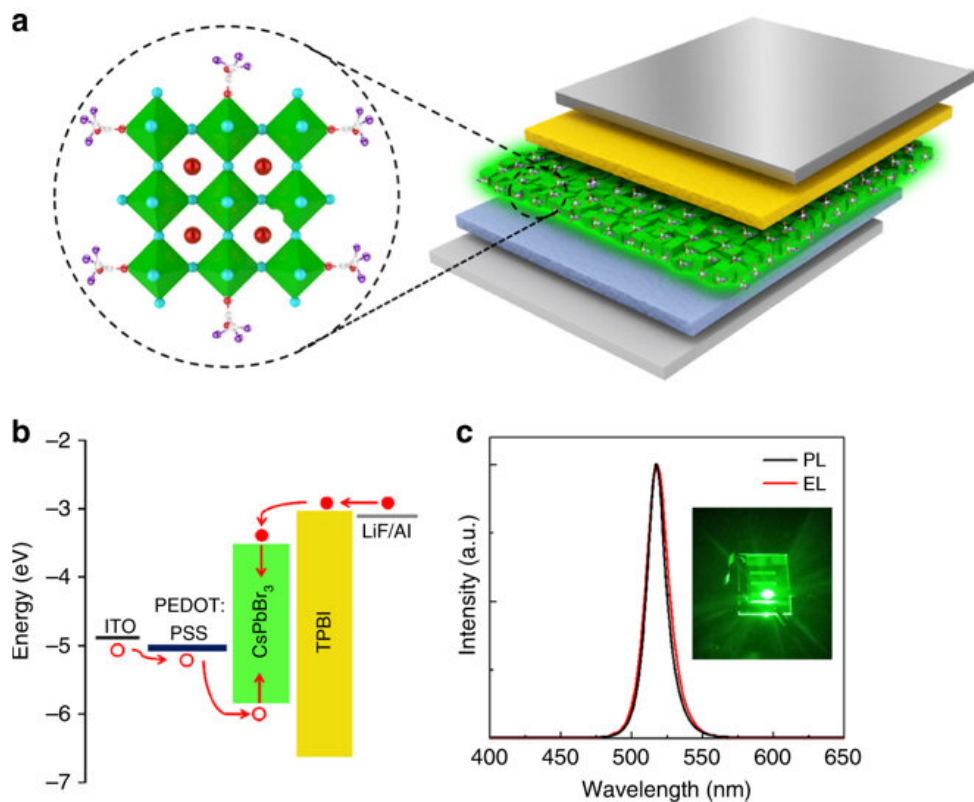 a
b
–2
–3
–4
–5
–6
–7
Energy (eV)
ITO
PEDOT:
PSS
CsPbBr₃
TPBI
LiF/Al
c
PL
EL
Intensity (a.u.)
400 450 500 550 600 650
Wavelength (nm)